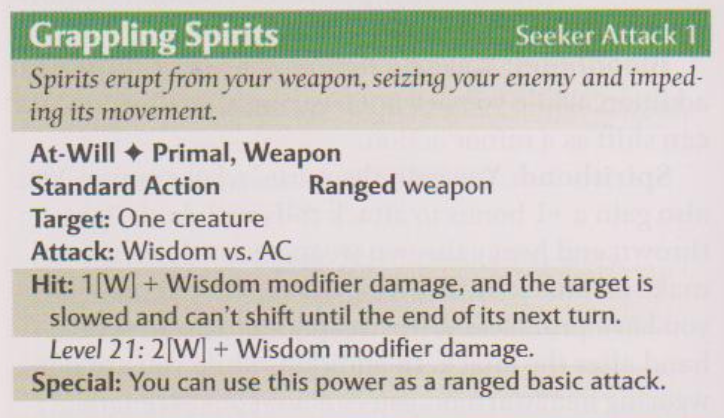 Grappling Spirits Seeker Attack 1
Spirits erupt from your weapon, seizing your enemy and imped-
ing its movement.
At-Will ✦ Primal, Weapon
Standard Action Ranged weapon
Target: One creature
Attack: Wisdom vs. AC
Hit: 1[W] + Wisdom modifier damage, and the target is
slowed and can't shift until the end of its next turn.
Level 21: 2[W] + Wisdom modifier damage.
Special: You can use this power as a ranged basic attack.